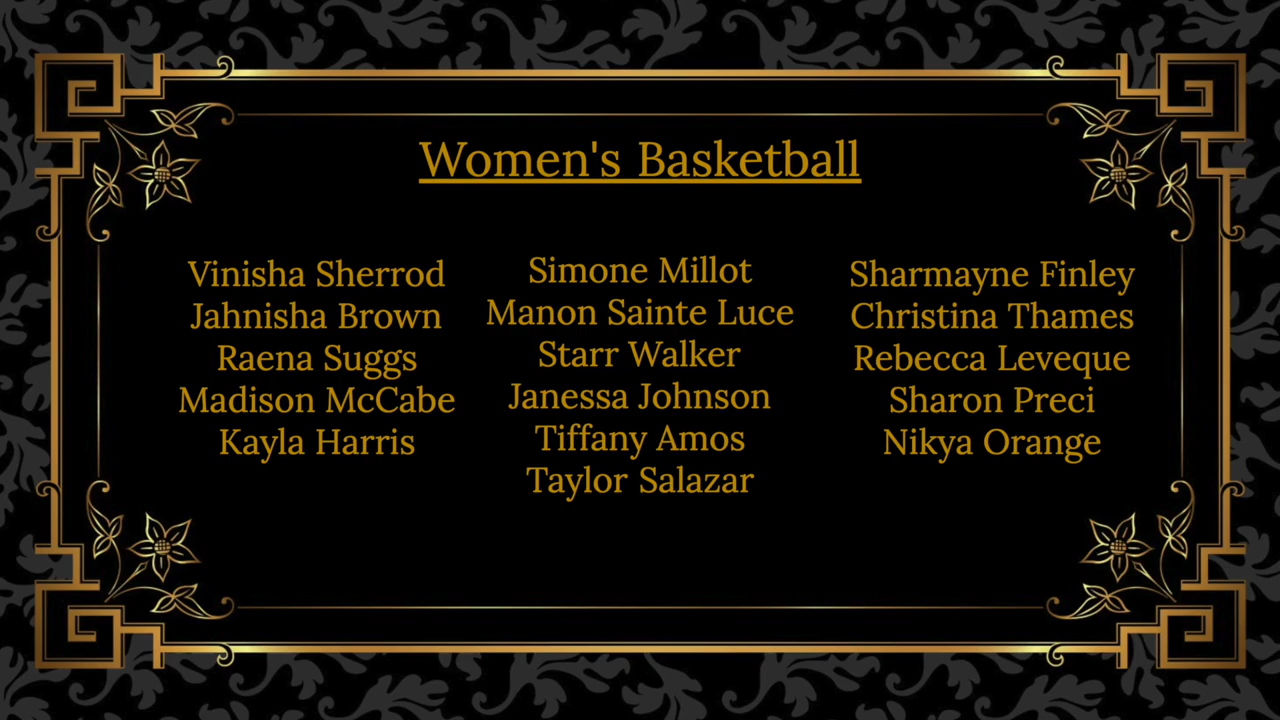 Women's Basketball
Vinisha Sherrod
Jahnisha Brown
Raena Suggs
Madison McCabe
Kayla Harris
Simone Millot
Manon Sainte Luce
Starr Walker
Janessa Johnson
Tiffany Amos
Taylor Salazar
Sharmayne Finley
Christina Thames
Rebecca Leveque
Sharon Preci
Nikya Orange